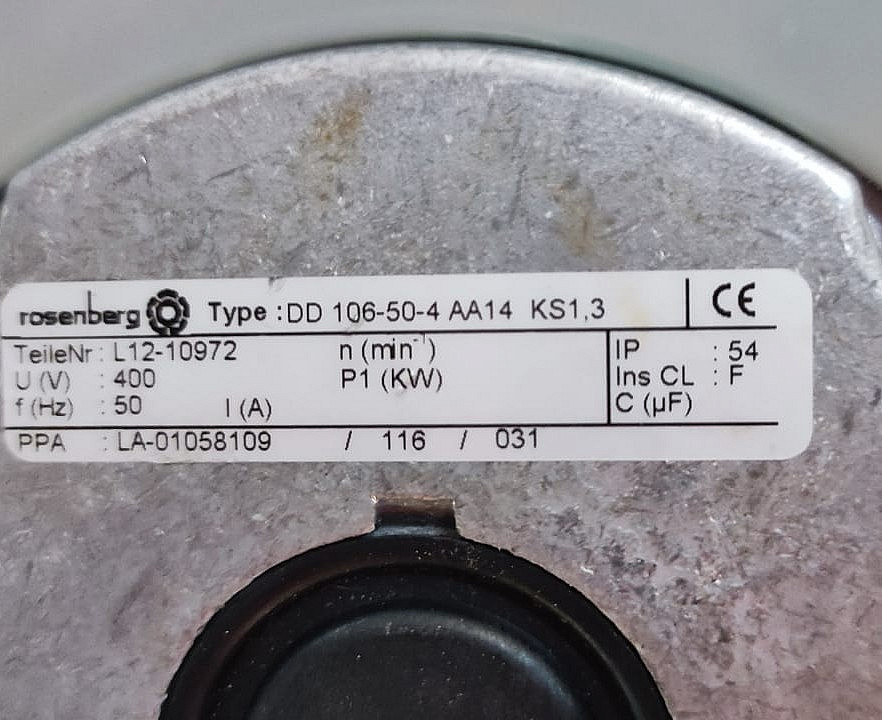 rosenberg Type : DD 106-50-4 AA14 KS1,3 CE
TeileNr : L12-10972 n (min⁻¹) IP : 54
U (V) : 400 P1 (KW) Ins CL : F
f (Hz) : 50 I (A) C (µF)
PPA : LA-01058109 / 116 / 031